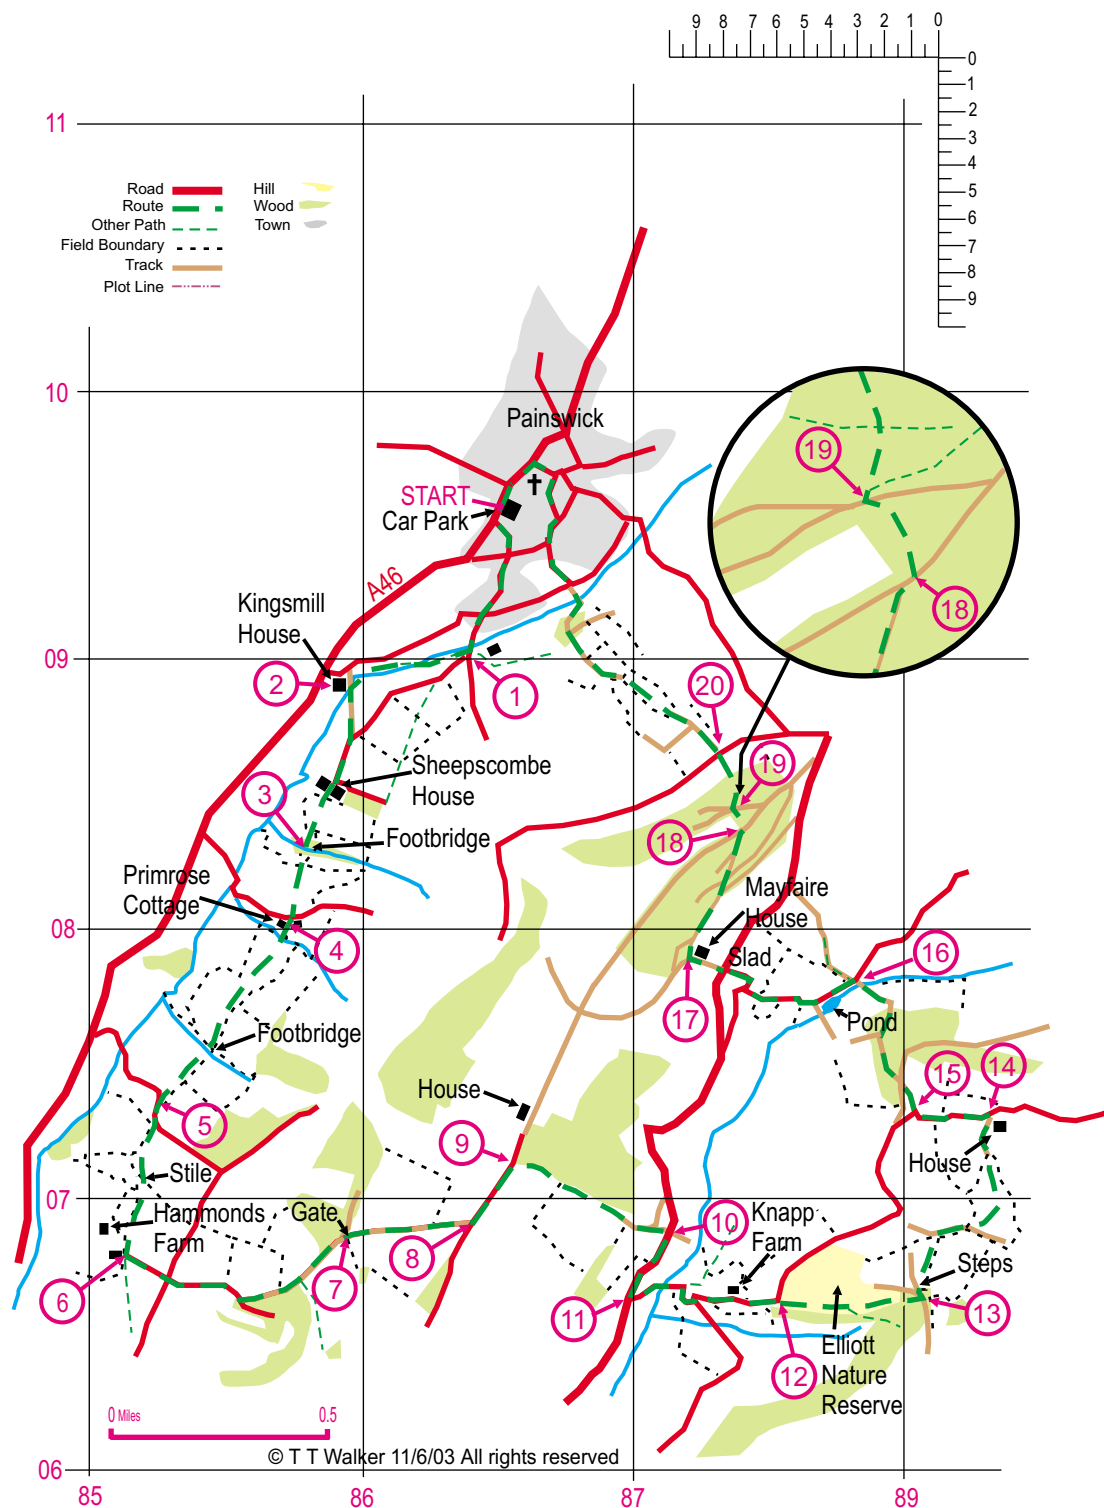 9 8 7 6 5 4 3 2 1 0
0
1
2
3
4
5
6
7
8
9
11
Road
Route
Other Path
Field Boundary
Track
Plot Line
Hill
Wood
Town
10
Painswick
START
Car Park
A46
19
18
Kingsmill
House
09
2
1
20
Sheepscombe
House
3
19
Footbridge
18
Primrose
Cottage
Mayfaire
House
08
4
Slad
16
17
Pond
Footbridge
House
15
14
5
9
House
Stile
07
Hammonds
Farm
Gate
10
Knapp
Farm
8
Steps
7
6
11
13
Elliott
Nature
Reserve
12
0 Miles 0.5
© T T Walker 11/6/03 All rights reserved
06
85 86 87 89